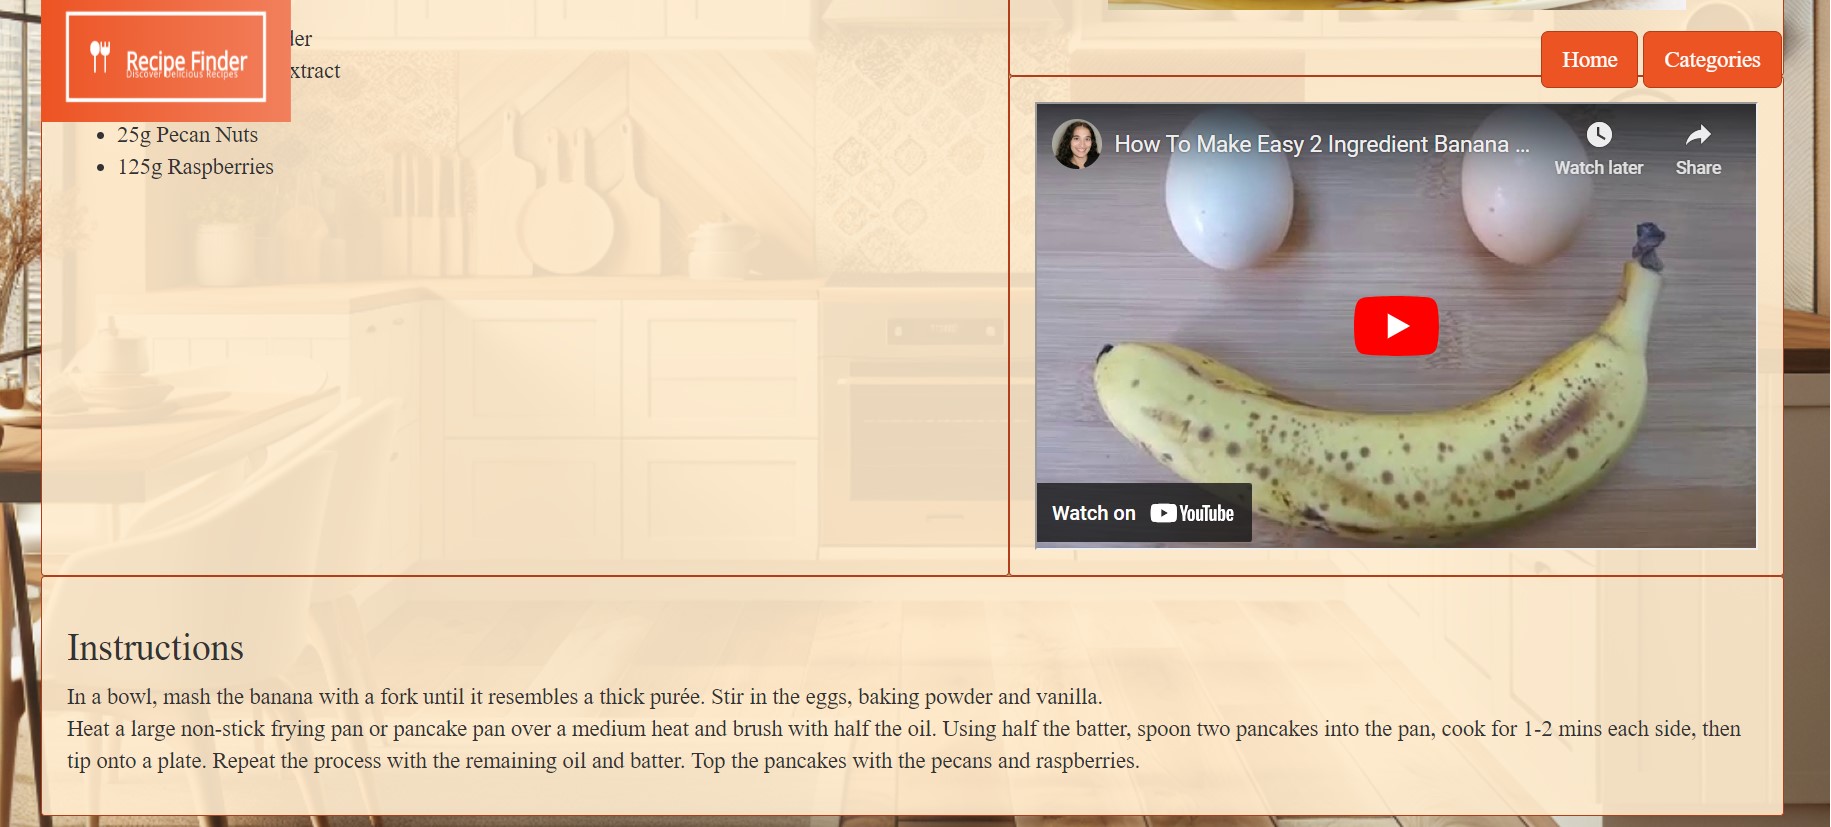 Recipe Finder
Discover Delicious Recipes
Home
Categories
25g Pecan Nuts
125g Raspberries
How To Make Easy 2 Ingredient Banana ...
Watch later
Share
Watch on YouTube
Instructions
In a bowl, mash the banana with a fork until it resembles a thick purée. Stir in the eggs, baking powder and vanilla.
Heat a large non-stick frying pan or pancake pan over a medium heat and brush with half the oil. Using half the batter, spoon two pancakes into the pan, cook for 1-2 mins each side, then
tip onto a plate. Repeat the process with the remaining oil and batter. Top the pancakes with the pecans and raspberries.